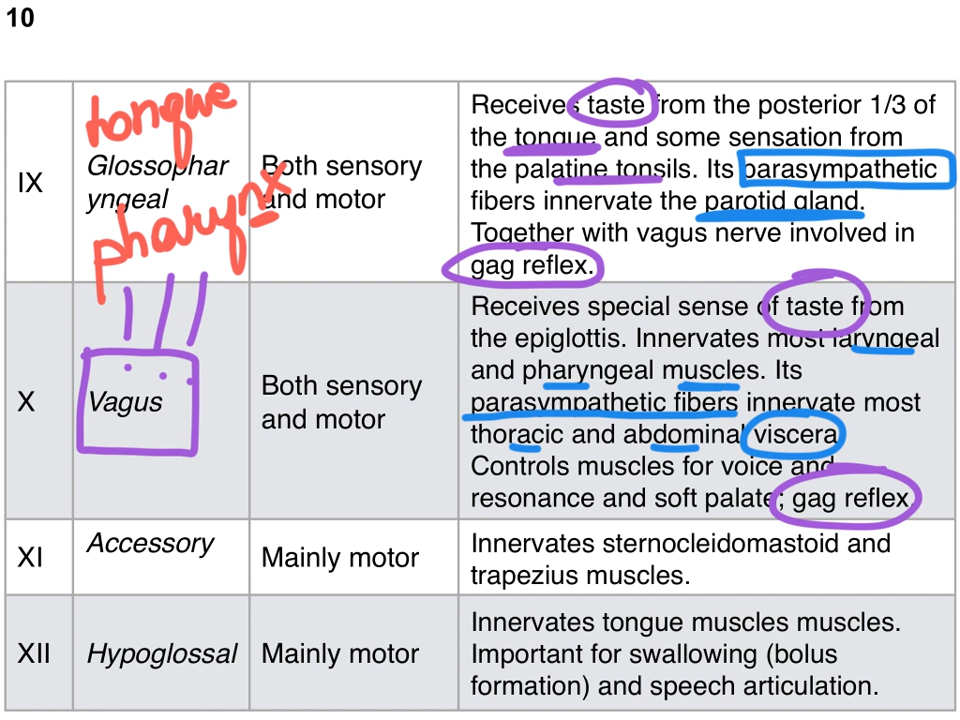 10
tongue
IX
Glossophar
yngeal
pharynx
Both sensory
and motor
Receives taste from the posterior 1/3 of
the tongue and some sensation from
the palatine tonsils. Its parasympathetic
fibers innervate the parotid gland.
Together with vagus nerve involved in
gag reflex.
X
Vagus
Both sensory
and motor
Receives special sense of taste from
the epiglottis. Innervates most laryngeal
and pharyngeal muscles. Its
parasympathetic fibers innervate most
thoracic and abdominal viscera
Controls muscles for voice and
resonance and soft palate; gag reflex.
XI
Accessory
Mainly motor
Innervates sternocleidomastoid and
trapezius muscles.
XII
Hypoglossal
Mainly motor
Innervates tongue muscles muscles.
Important for swallowing (bolus
formation) and speech articulation.